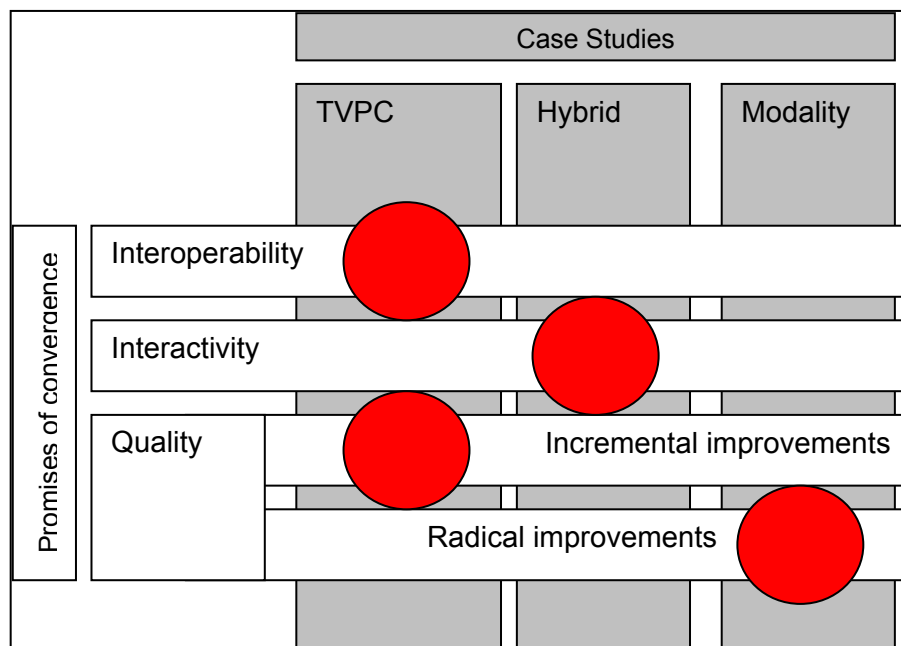 Case Studies
TVPC
Hybrid
Modality
Promises of convergence
Interoperability
Interactivity
Quality
Incremental improvements
Radical improvements